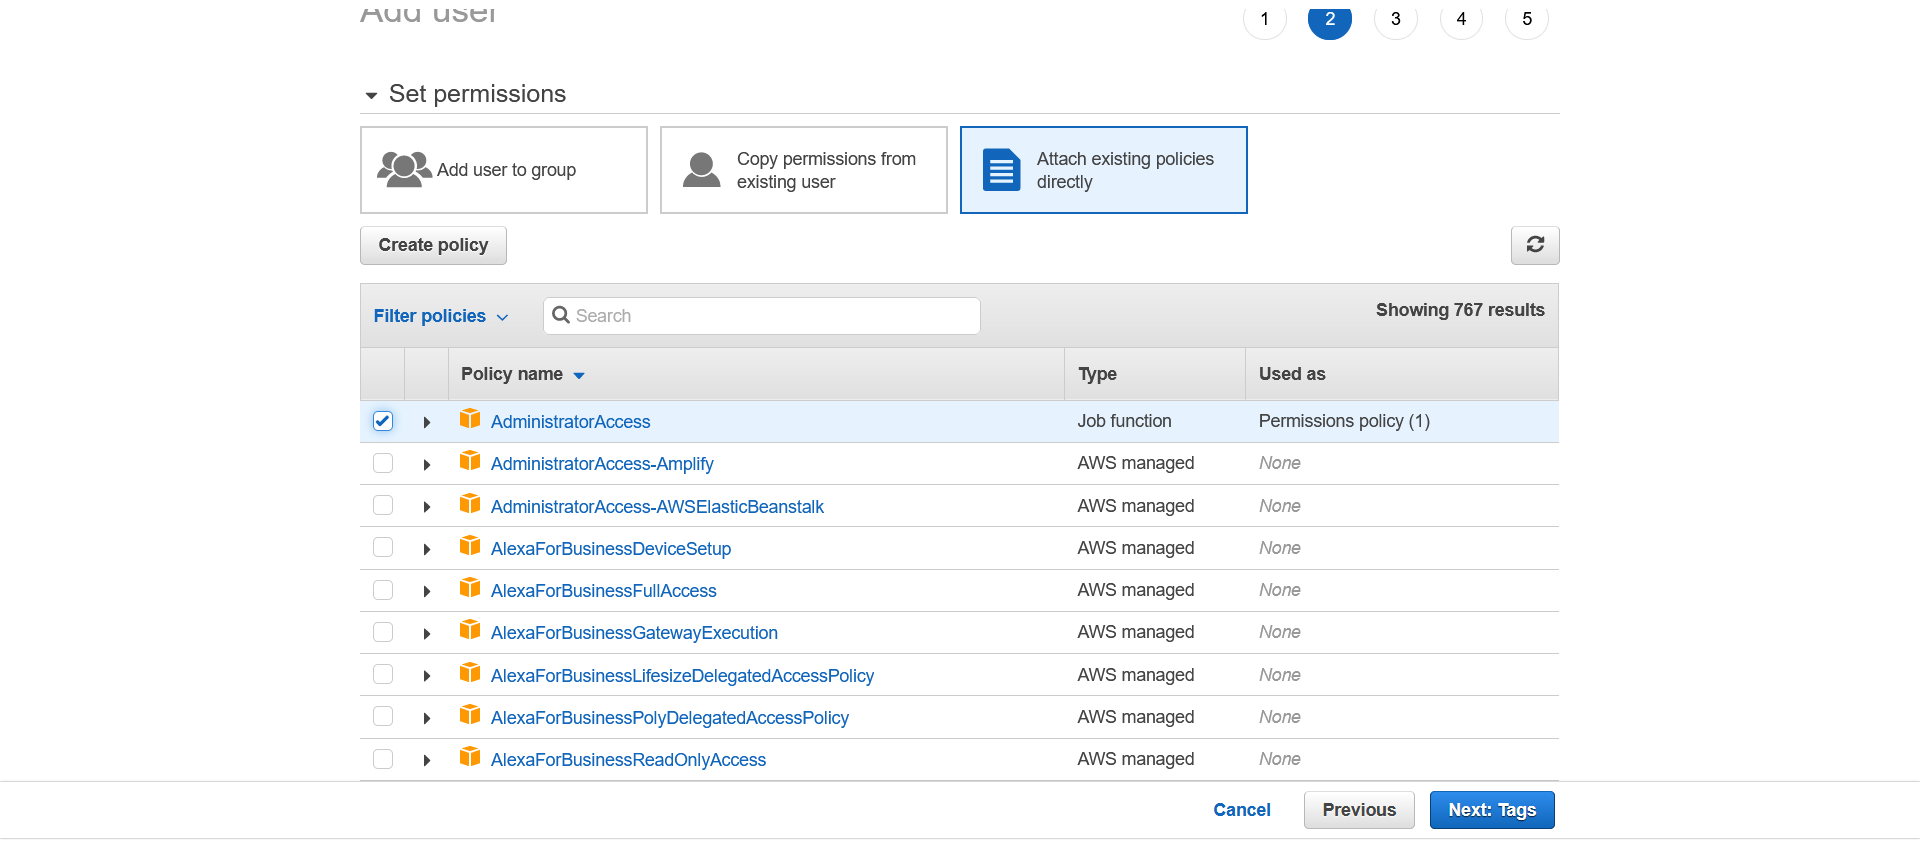 Add user
1 2 3 4 5
Set permissions
Add user to group
Copy permissions from
existing user
Attach existing policies
directly
Create policy
Filter policies
Search
Showing 767 results
Policy name Type Used as
AdministratorAccess Job function Permissions policy (1)
AdministratorAccess-Amplify AWS managed None
AdministratorAccess-AWSElasticBeanstalk AWS managed None
AlexaForBusinessDeviceSetup AWS managed None
AlexaForBusinessFullAccess AWS managed None
AlexaForBusinessGatewayExecution AWS managed None
AlexaForBusinessLifesizeDelegatedAccessPolicy AWS managed None
AlexaForBusinessPolyDelegatedAccessPolicy AWS managed None
AlexaForBusinessReadOnlyAccess AWS managed None
Cancel Previous Next: Tags